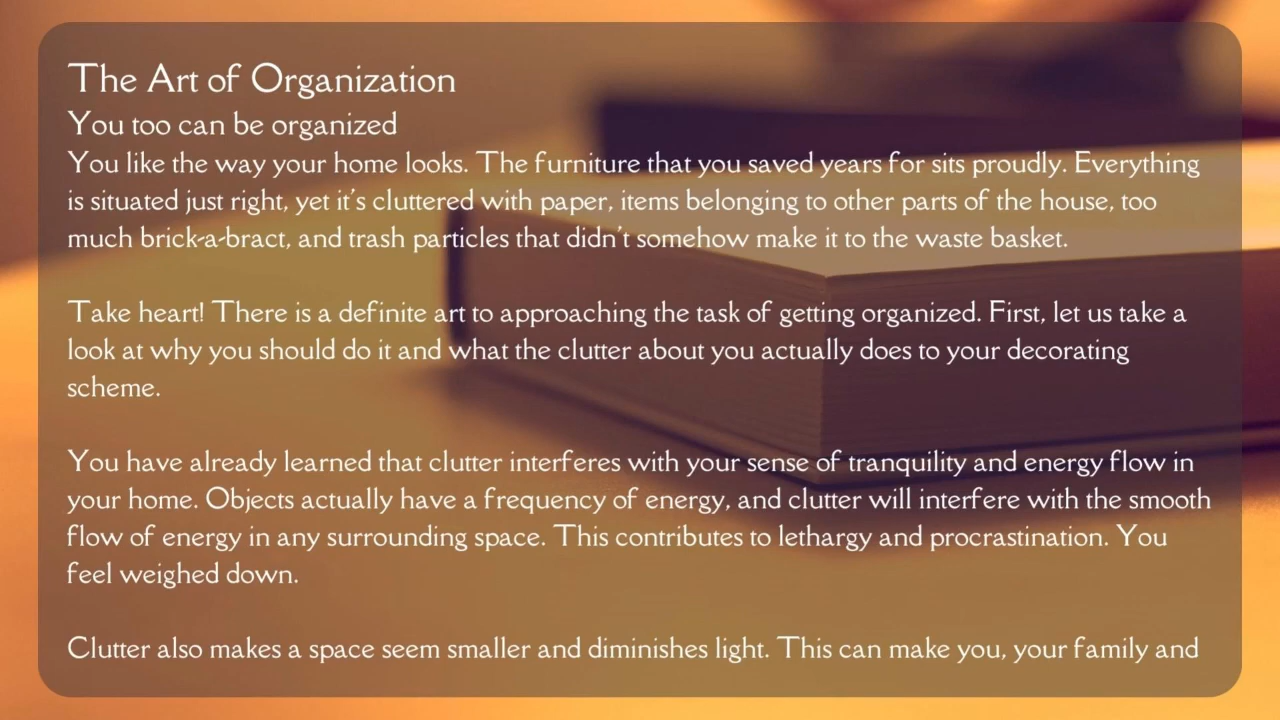 The Art of Organization
You too can be organized
You like the way your home looks. The furniture that you saved years for sits proudly. Everything
is situated just right, yet it's cluttered with paper, items belonging to other parts of the house, too
much brick-a-bract, and trash particles that didn't somehow make it to the waste basket.
Take heart! There is a definite art to approaching the task of getting organized. First, let us take a
look at why you should do it and what the clutter about you actually does to your decorating
scheme.
You have already learned that clutter interferes with your sense of tranquility and energy flow in
your home. Objects actually have a frequency of energy, and clutter will interfere with the smooth
flow of energy in any surrounding space. This contributes to lethargy and procrastination. You
feel weighed down.
Clutter also makes a space seem smaller and diminishes light. This can make you, your family and